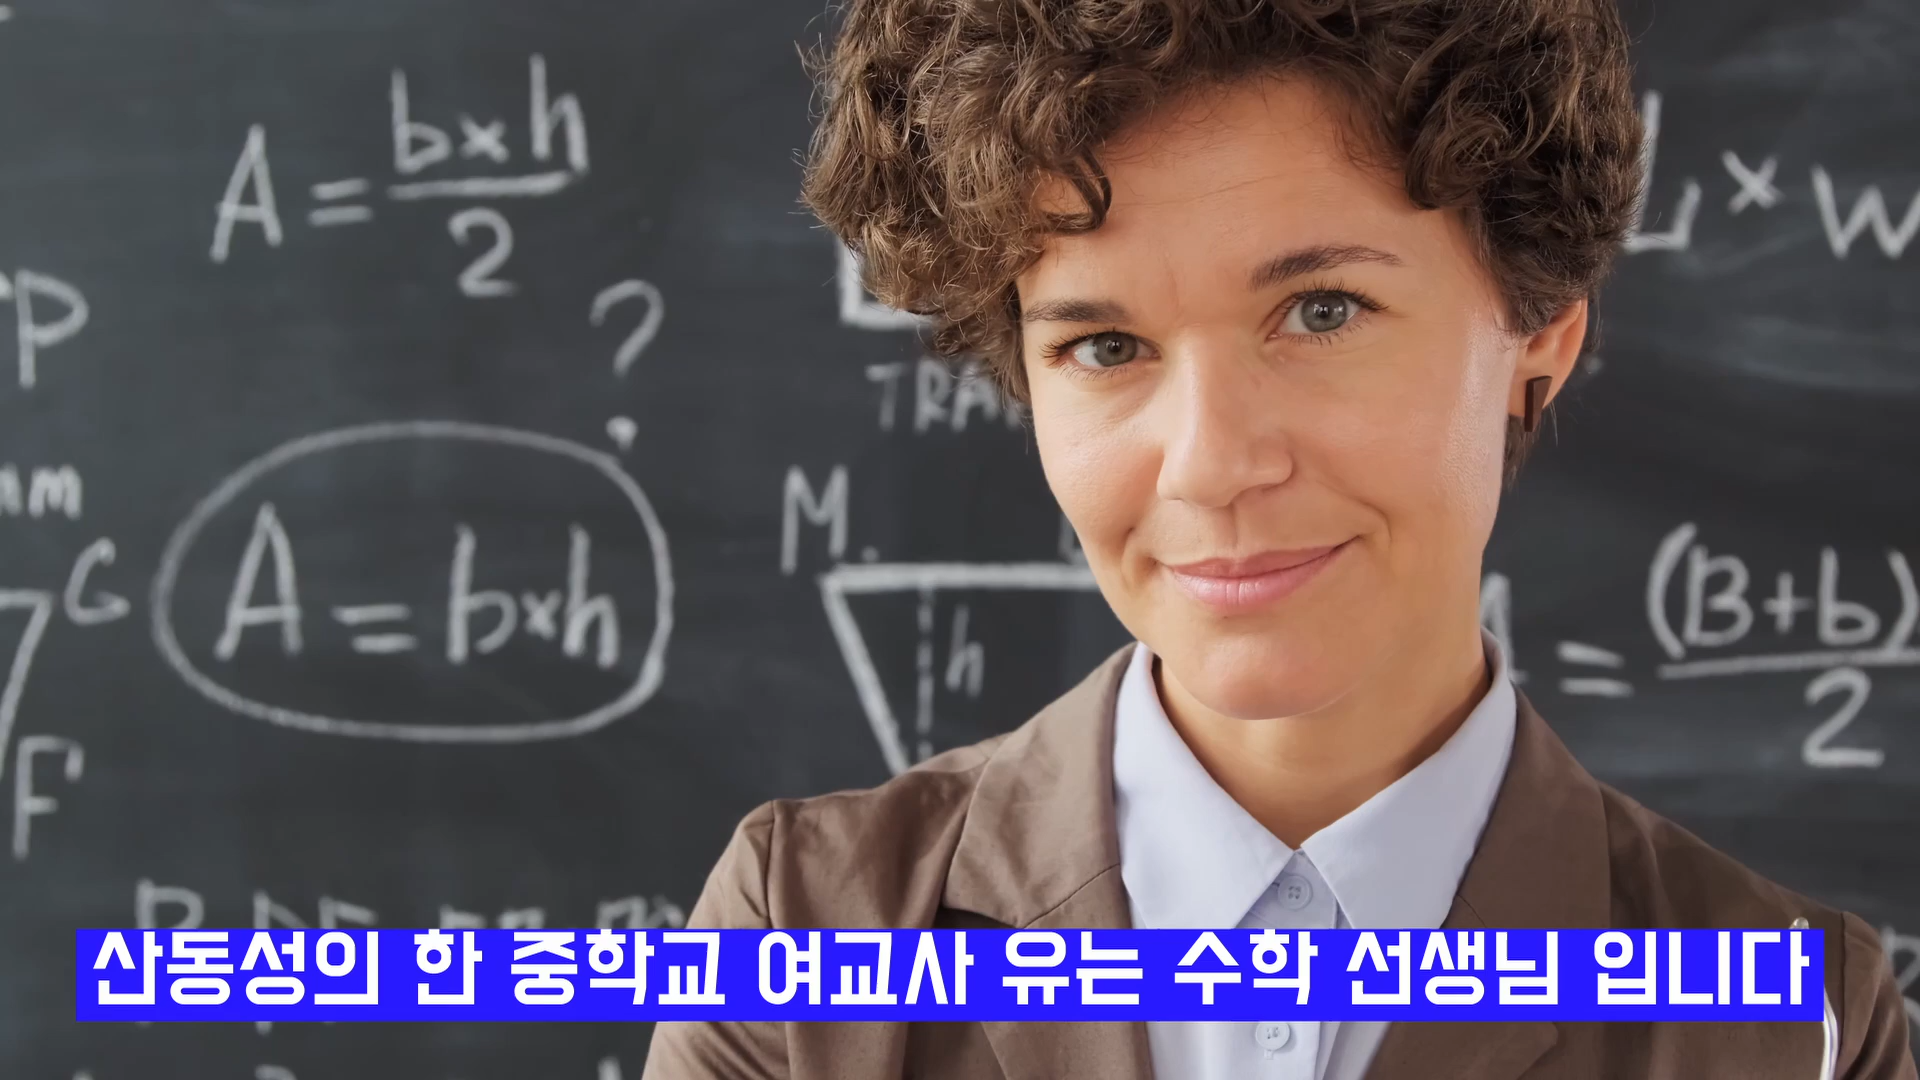 A = b×h / 2
?
L × W
P
TRA
A = b×h
M
h
G
F
= (B+b) / 2
산동성의 한 중학교 여교사 유는 수학 선생님 입니다